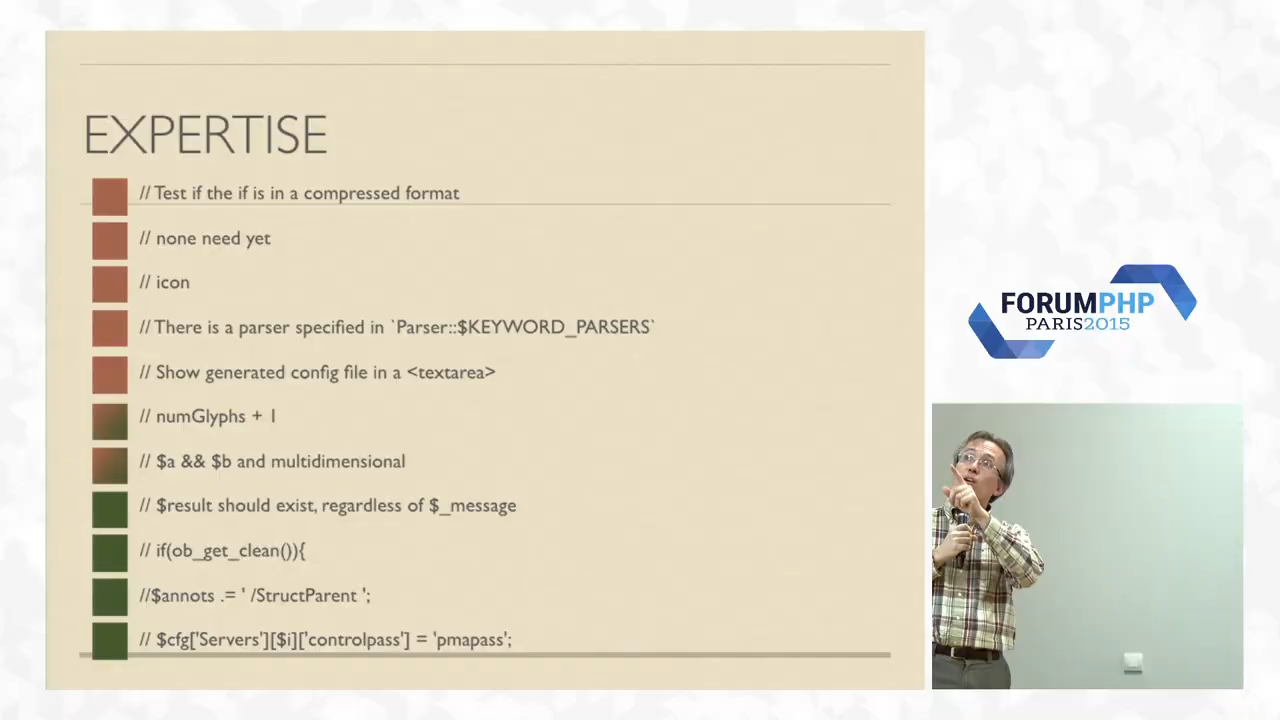 EXPERTISE
// Test if the if is in a compressed format
// none need yet
// icon
// There is a parser specified in `Parser::$KEYWORD_PARSERS`
// Show generated config file in a <textarea>
// numGlyphs + 1
// $a && $b and multidimensional
// $result should exist, regardless of $_message
// if(ob_get_clean()){
//$annots .= ' /StructParent ';
// $cfg['Servers'][$i]['controlpass'] = 'pmapass';
FORUMPHP
PARIS2015